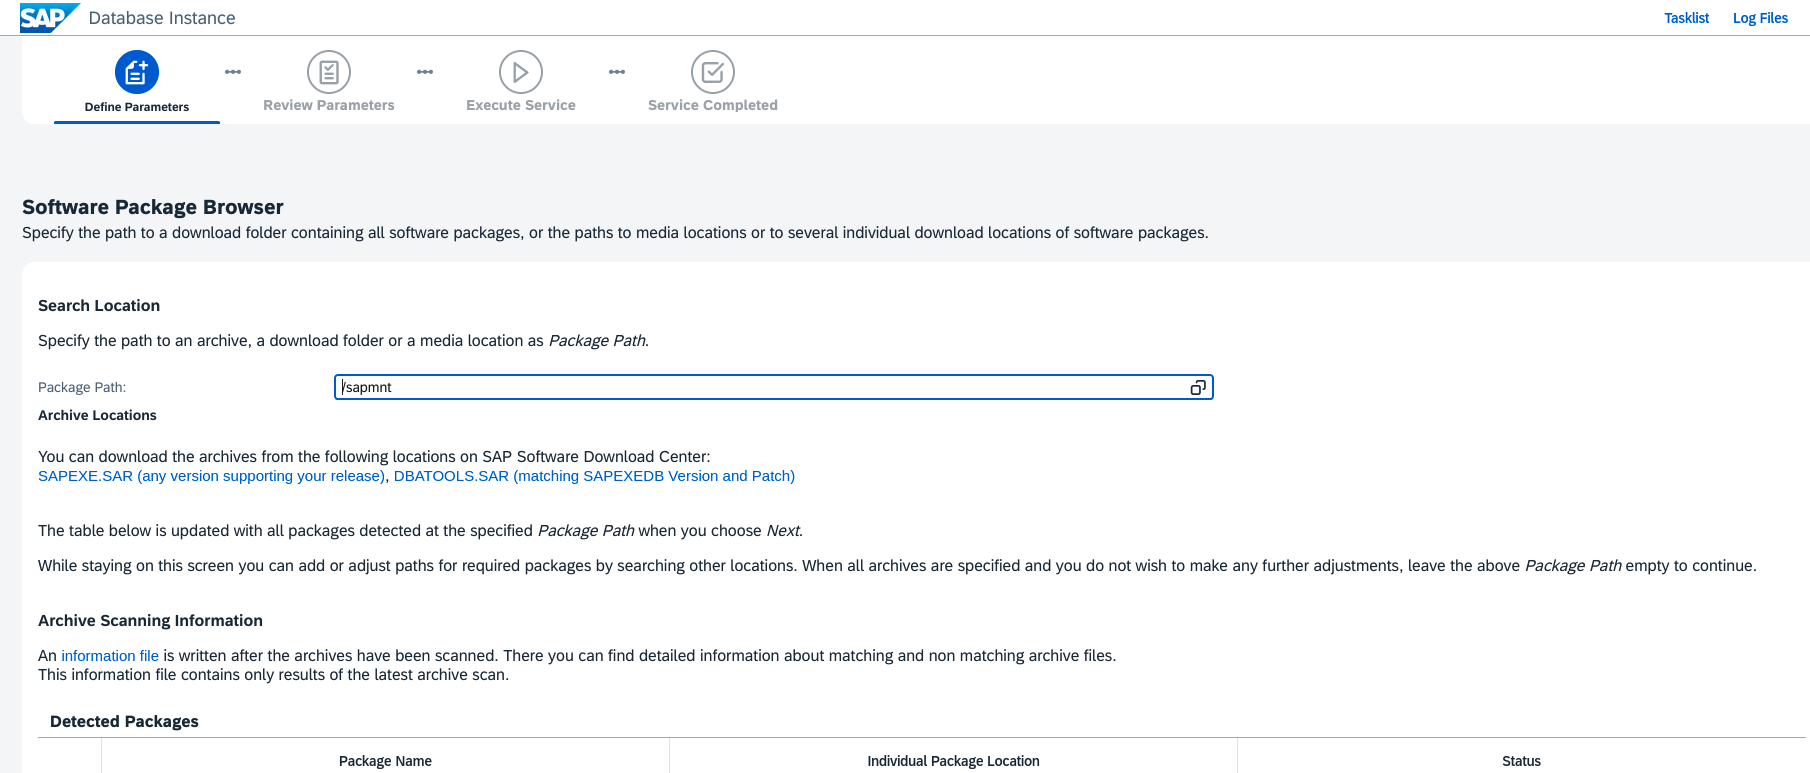 SAP Database Instance Tasklist Log Files
Define Parameters Review Parameters Execute Service Service Completed
Software Package Browser
Specify the path to a download folder containing all software packages, or the paths to media locations or to several individual download locations of software packages.
Search Location
Specify the path to an archive, a download folder or a media location as Package Path.
Package Path: /sapmnt
Archive Locations
You can download the archives from the following locations on SAP Software Download Center:
SAPEXE.SAR (any version supporting your release), DBATOOLS.SAR (matching SAPEXEDB Version and Patch)
The table below is updated with all packages detected at the specified Package Path when you choose Next.
While staying on this screen you can add or adjust paths for required packages by searching other locations. When all archives are specified and you do not wish to make any further adjustments, leave the above Package Path empty to continue.
Archive Scanning Information
An information file is written after the archives have been scanned. There you can find detailed information about matching and non matching archive files.
This information file contains only results of the latest archive scan.
Detected Packages
Package Name Individual Package Location Status